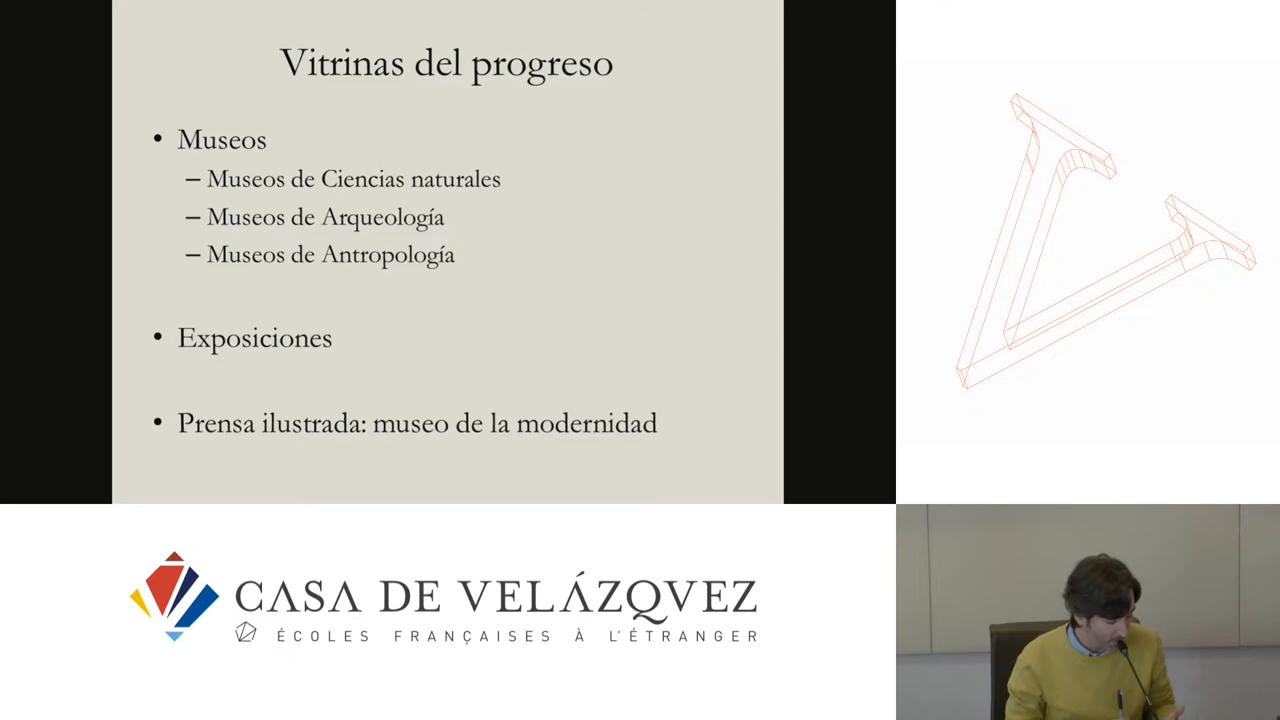 Vitrinas del progreso
• Museos
– Museos de Ciencias naturales
– Museos de Arqueología
– Museos de Antropología
• Exposiciones
• Prensa ilustrada: museo de la modernidad
CASA DE VELÁZQVEZ
ÉCOLES FRANÇAISES À L'ÉTRANGER